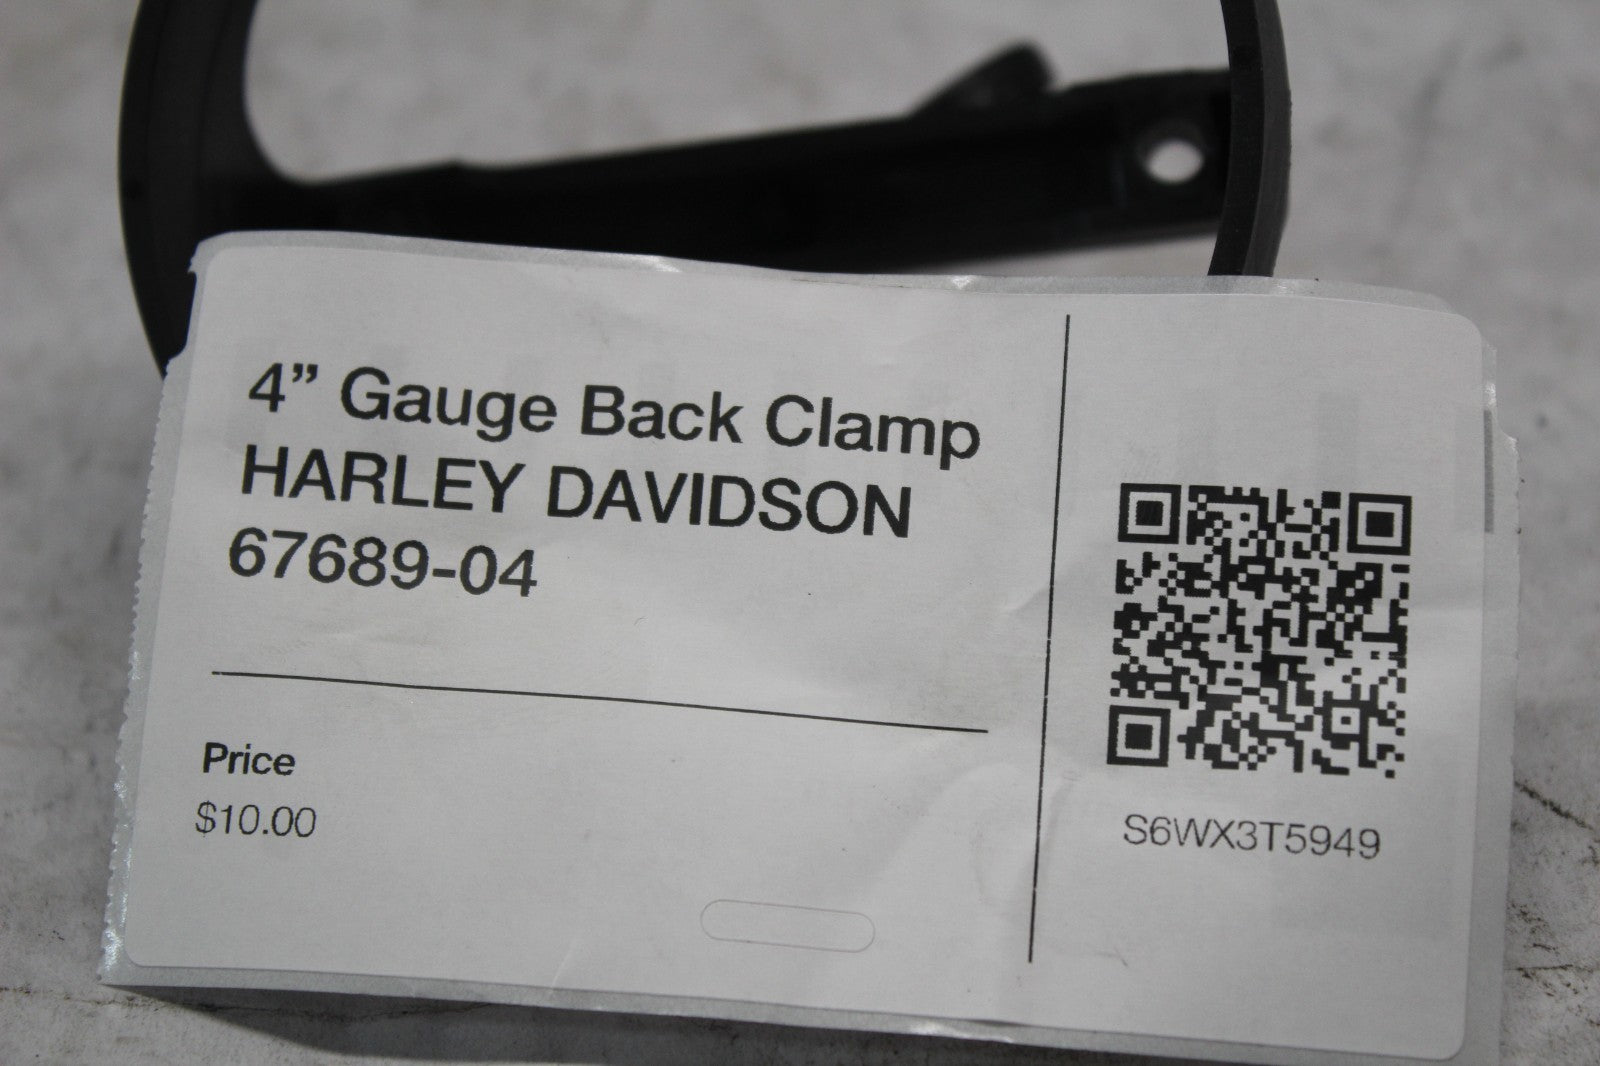 4” Gauge Back Clamp
HARLEY DAVIDSON
67689-04
Price
$10.00
S6WX3T5949